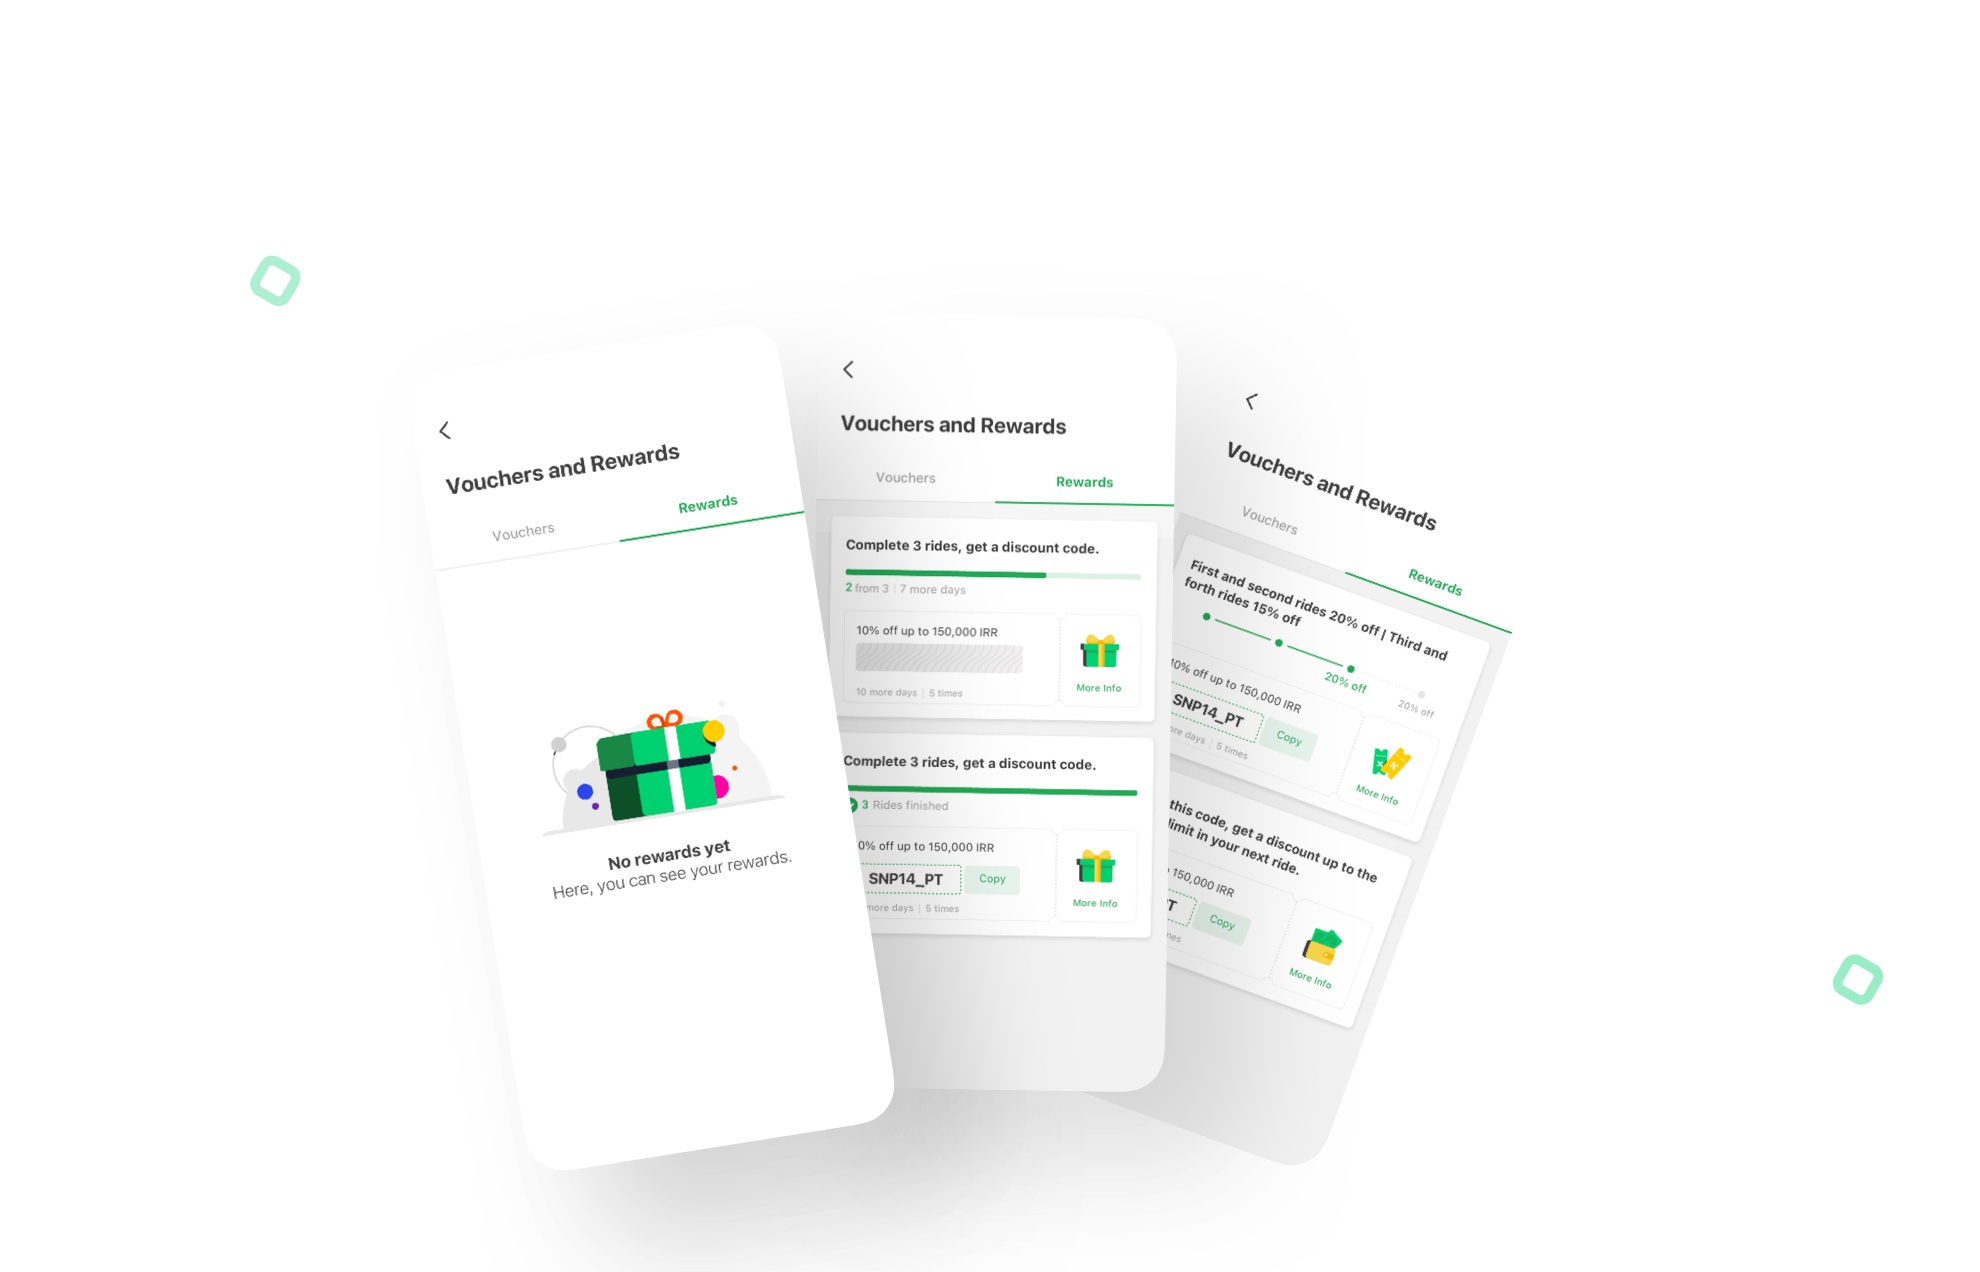 Vouchers and Rewards
Vouchers
Rewards
No rewards yet
Here, you can see your rewards.
Vouchers and Rewards
Vouchers
Rewards
Complete 3 rides, get a discount code.
2 from 3 | 7 more days
10% off up to 150,000 IRR
10 more days | 5 times
More Info
Complete 3 rides, get a discount code.
3 Rides finished
0% off up to 150,000 IRR
SNP14_PT
Copy
more days | 5 times
More Info
Vouchers and Rewards
Vouchers
Rewards
First and second rides 20% off | Third and
forth rides 15% off
20% off
20% off
10% off up to 150,000 IRR
SNP14_PT
Copy
days | 5 times
More Info
this code, get a discount up to the
limit in your next ride.
150,000 IRR
Copy
More Info